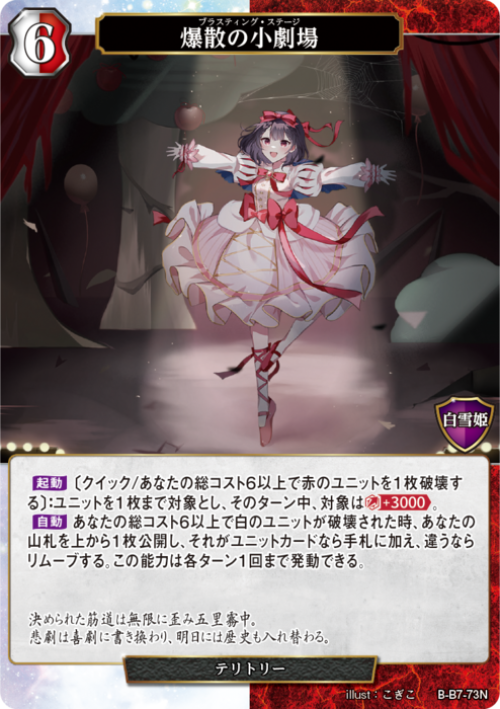 6
ブラスティング・ステージ
爆散の小劇場
白雪姫
起動 〔クイック/あなたの総コスト6以上で赤のユニットを1枚破壊す
る〕:ユニットを1枚まで対象とし、そのターン中、対象は+3000。
自動 あなたの総コスト6以上で白のユニットが破壊された時、あなたの
山札を上から1枚公開し、それがユニットカードなら手札に加え、違うなら
リムーブする。この能力は各ターン1回まで発動できる。
決められた筋道は無限に歪み五里霧中。
悲劇は喜劇に書き換わり、明日には歴史も入れ替わる。
テリトリー
illust:こぎこ
B-B7-73N